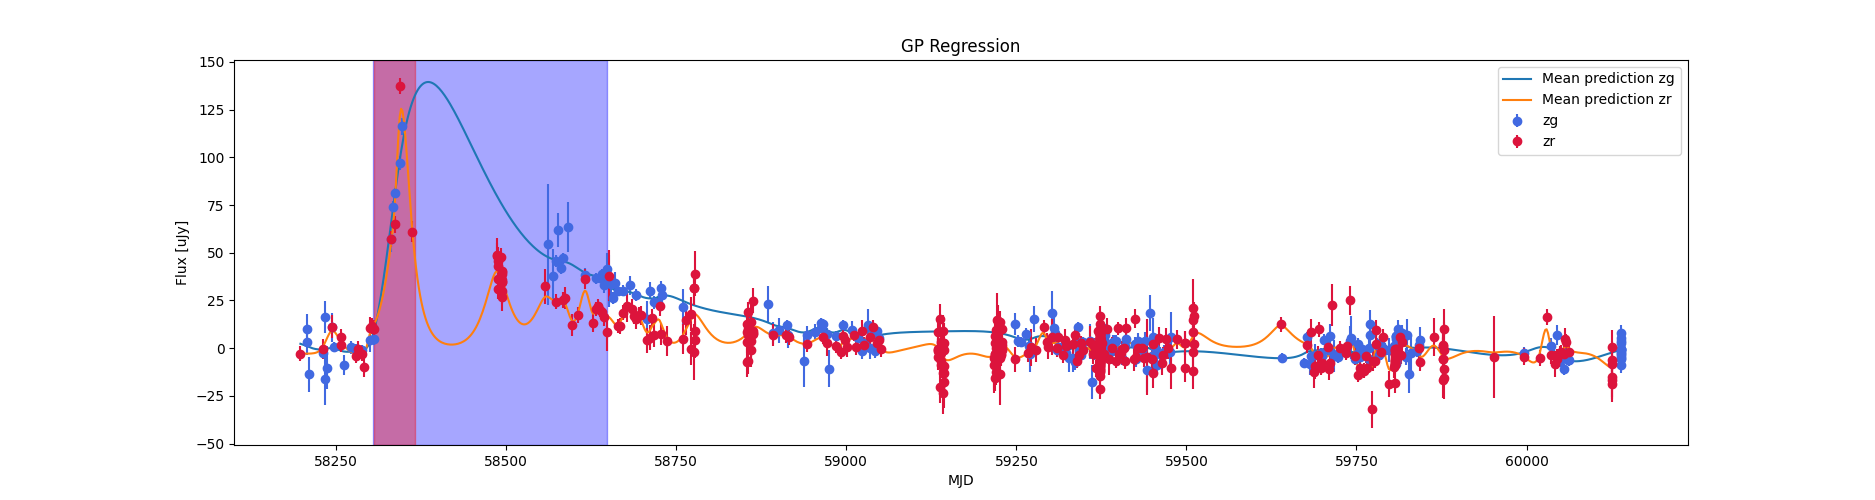 GP Regression
150
125
100
75
50
25
0
−25
−50
Flux [uJy]
58250
58500
58750
59000
59250
59500
59750
60000
MJD
Mean prediction zg
Mean prediction zr
zg
zr